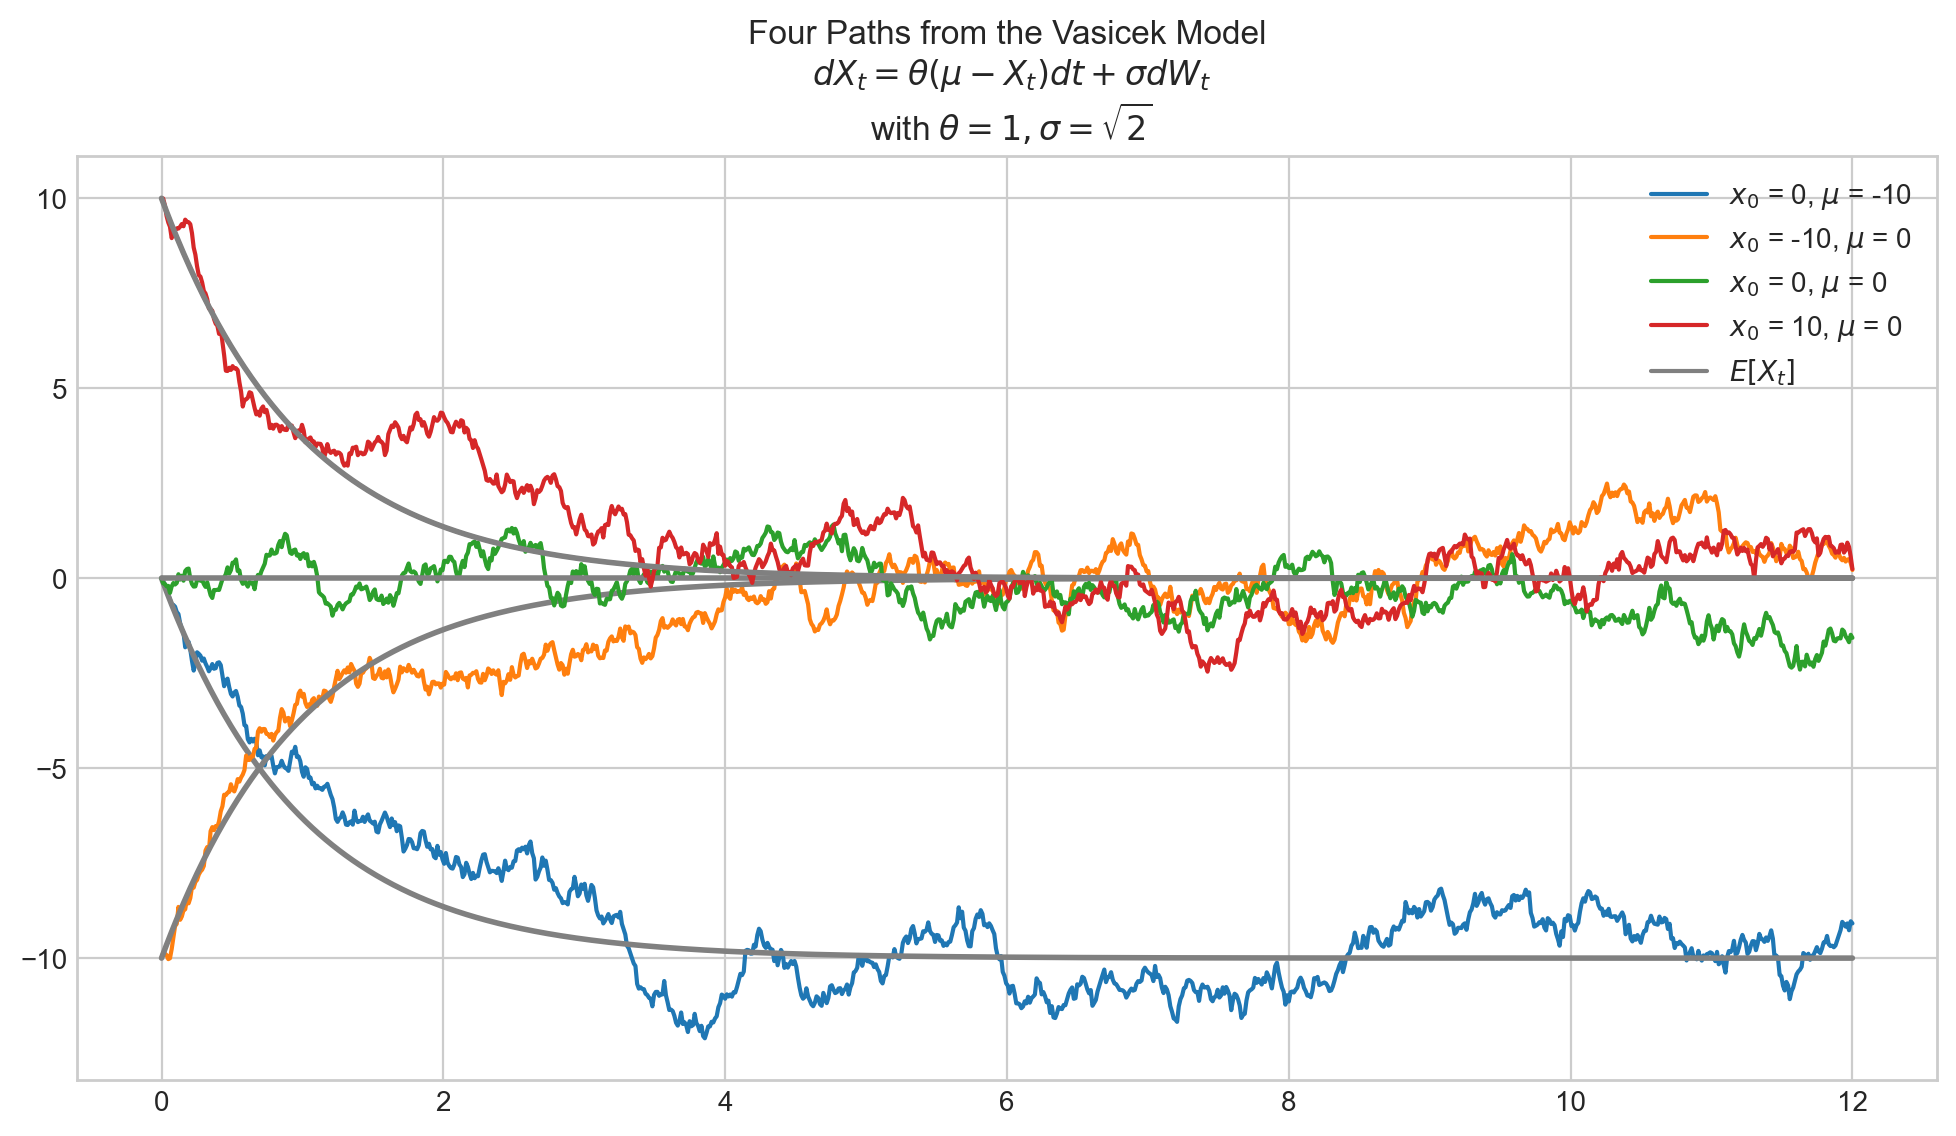 Four Paths from the Vasicek Model
dX_t = θ(μ − X_t)dt + σdW_t
with θ = 1, σ = √2
x_0 = 0, μ = -10
x_0 = -10, μ = 0
x_0 = 0, μ = 0
x_0 = 10, μ = 0
E[X_t]
10
5
0
−5
−10
0 2 4 6 8 10 12